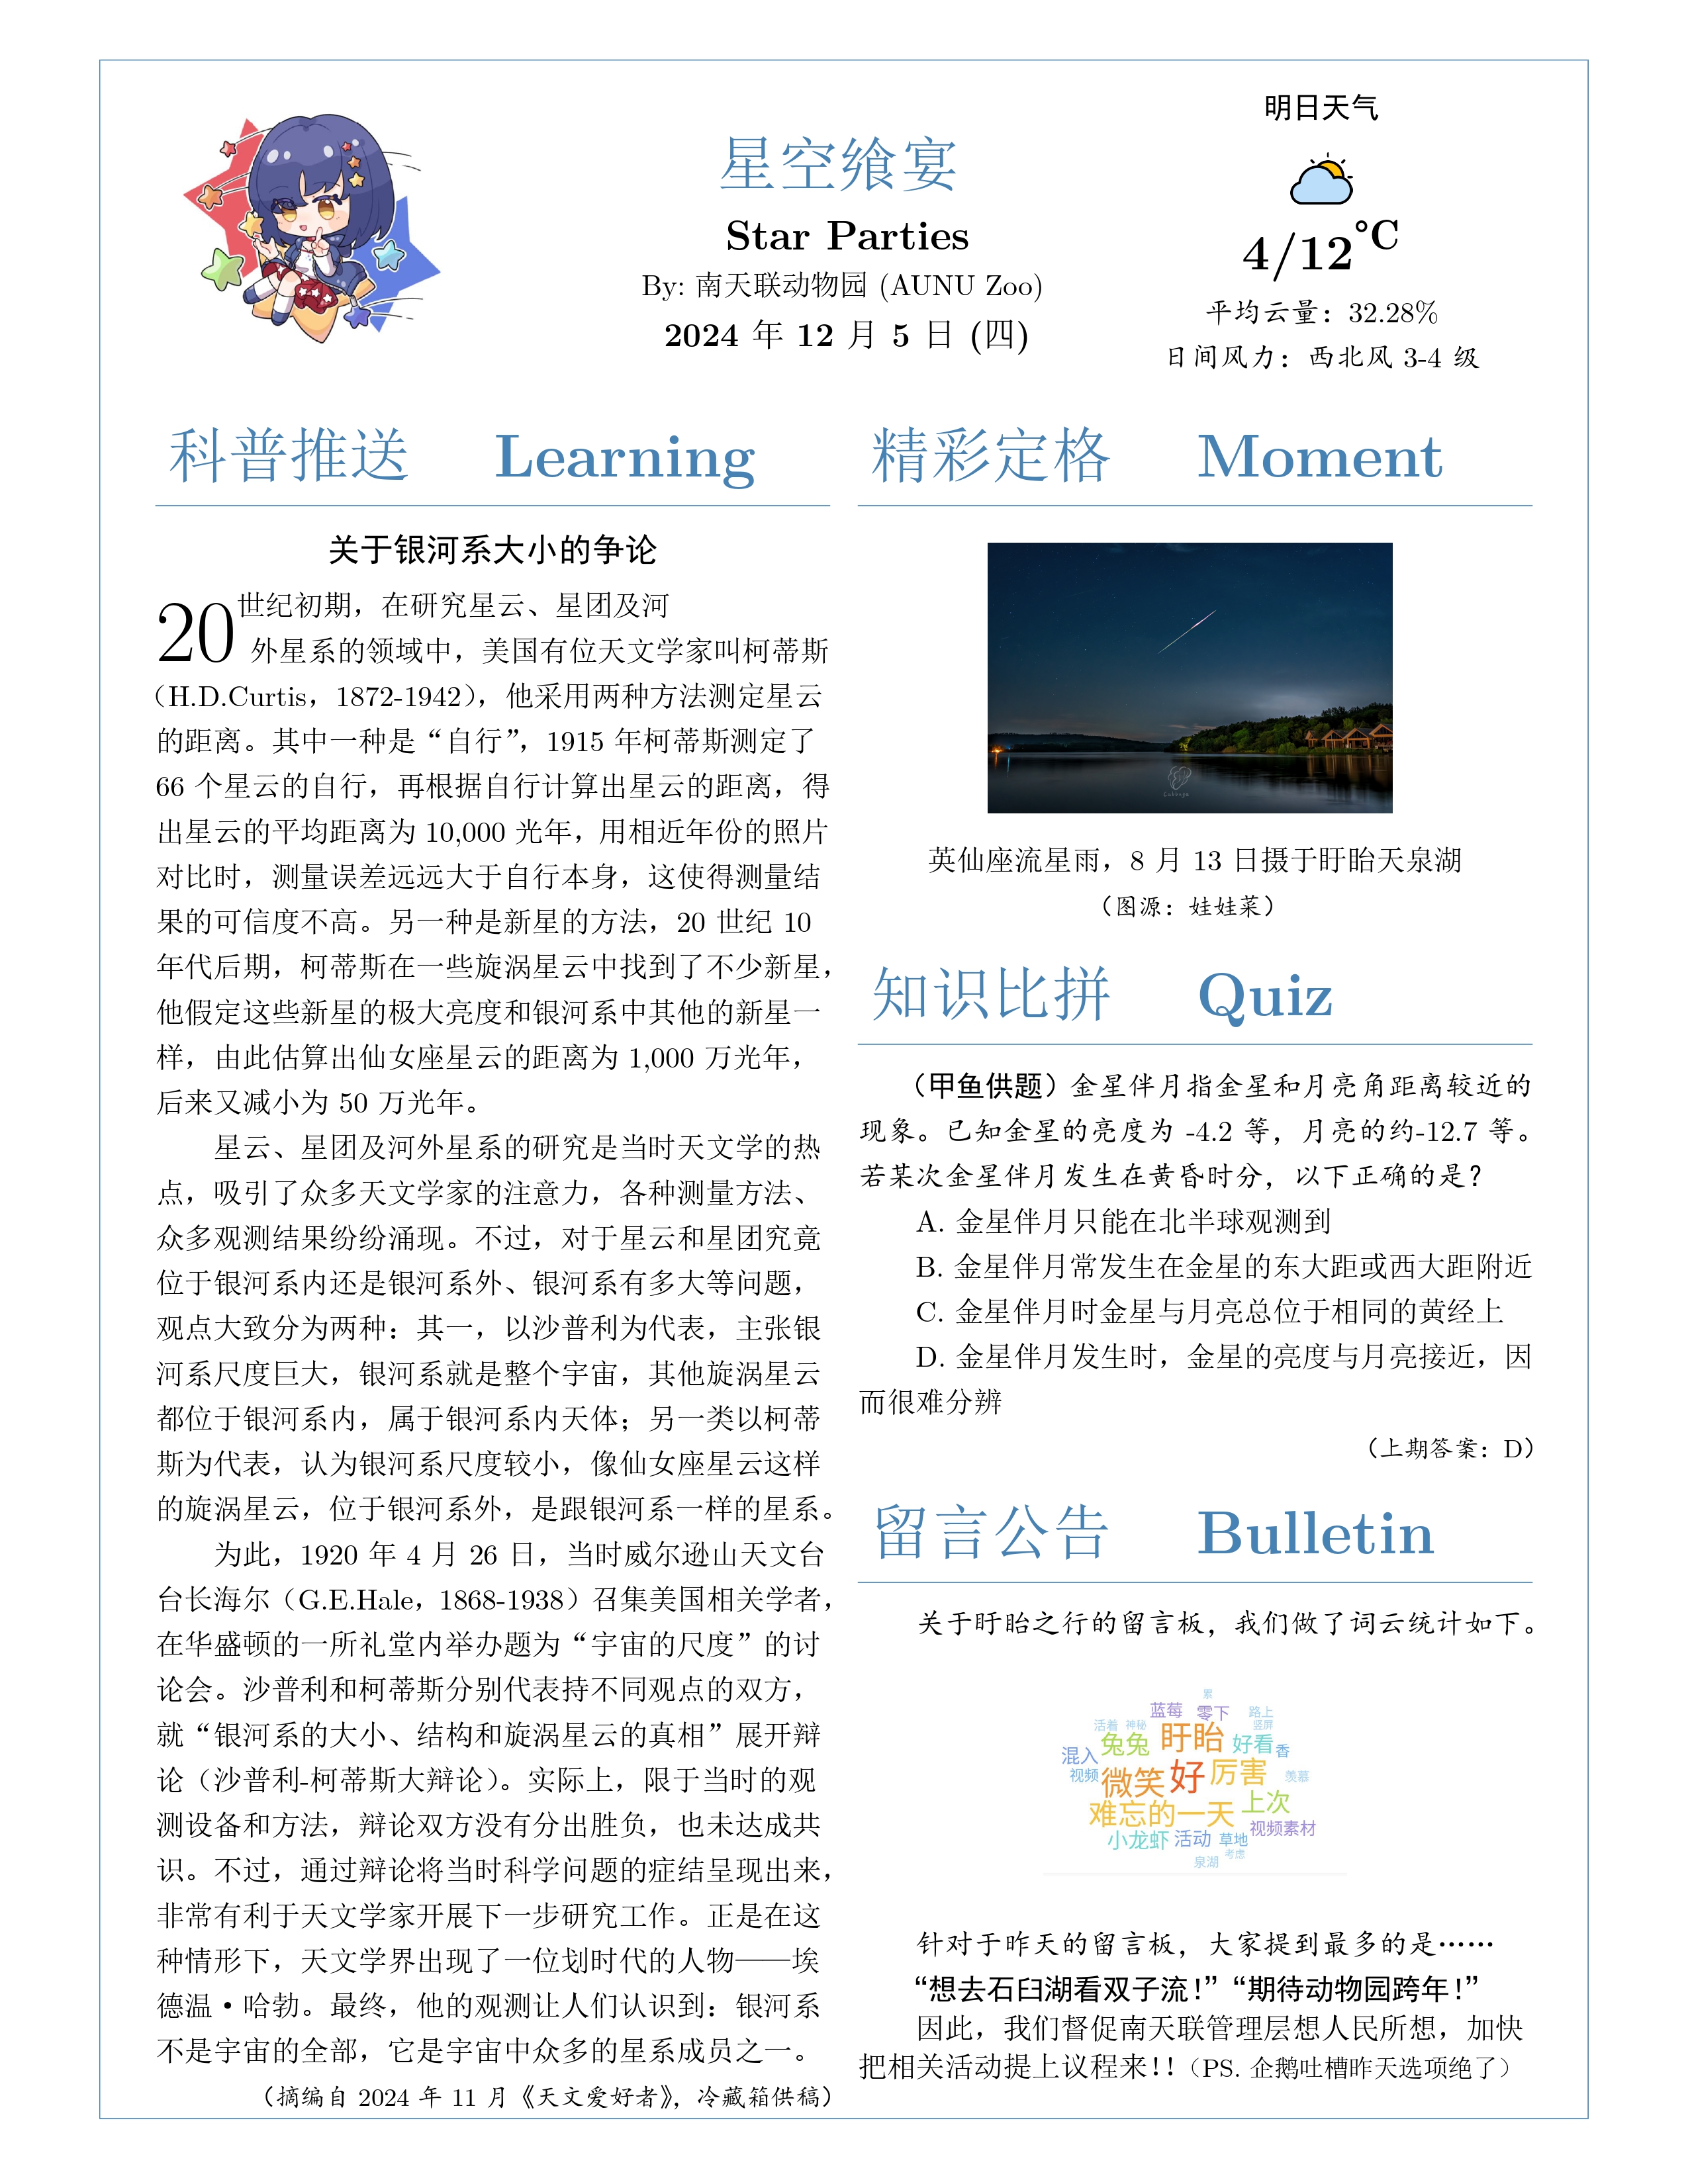 星空飨宴
Star Parties
By: 南天联动物园 (AUNU Zoo)
2024 年 12 月 5 日 (四)
明日天气
4/12°C
平均云量：32.28%
日间风力：西北风 3-4 级
科普推送 Learning
关于银河系大小的争论
20世纪初期，在研究星云、星团及河
外星系的领域中，美国有位天文学家叫柯蒂斯
（H.D.Curtis，1872-1942），他采用两种方法测定星云
的距离。其中一种是“自行”，1915 年柯蒂斯测定了
66 个星云的自行，再根据自行计算出星云的距离，得
出星云的平均距离为 10,000 光年，用相近年份的照片
对比时，测量误差远远大于自行本身，这使得测量结
果的可信度不高。另一种是新星的方法，20 世纪 10
年代后期，柯蒂斯在一些旋涡星云中找到了不少新星，
他假定这些新星的极大亮度和银河系中其他的新星一
样，由此估算出仙女座星云的距离为 1,000 万光年，
后来又减小为 50 万光年。
星云、星团及河外星系的研究是当时天文学的热
点，吸引了众多天文学家的注意力，各种测量方法、
众多观测结果纷纷涌现。不过，对于星云和星团究竟
位于银河系内还是银河系外、银河系有多大等问题，
观点大致分为两种：其一，以沙普利为代表，主张银
河系尺度巨大，银河系就是整个宇宙，其他旋涡星云
都位于银河系内，属于银河系内天体；另一类以柯蒂
斯为代表，认为银河系尺度较小，像仙女座星云这样
的旋涡星云，位于银河系外，是跟银河系一样的星系。
为此，1920 年 4 月 26 日，当时威尔逊山天文台
台长海尔（G.E.Hale，1868-1938）召集美国相关学者，
在华盛顿的一所礼堂内举办题为“宇宙的尺度”的讨
论会。沙普利和柯蒂斯分别代表持不同观点的双方，
就“银河系的大小、结构和旋涡星云的真相”展开辩
论（沙普利-柯蒂斯大辩论）。实际上，限于当时的观
测设备和方法，辩论双方没有分出胜负，也未达成共
识。不过，通过辩论将当时科学问题的症结呈现出来，
非常有利于天文学家开展下一步研究工作。正是在这
种情形下，天文学界出现了一位划时代的人物——埃
德温·哈勃。最终，他的观测让人们认识到：银河系
不是宇宙的全部，它是宇宙中众多的星系成员之一。
（摘编自 2024 年 11 月《天文爱好者》，冷藏箱供稿）
精彩定格 Moment
英仙座流星雨，8 月 13 日摄于盱眙天泉湖
（图源：娃娃菜）
知识比拼 Quiz
（甲鱼供题）金星伴月指金星和月亮角距离较近的
现象。已知金星的亮度为 -4.2 等，月亮的约-12.7 等。
若某次金星伴月发生在黄昏时分，以下正确的是？
A. 金星伴月只能在北半球观测到
B. 金星伴月常发生在金星的东大距或西大距附近
C. 金星伴月时金星与月亮总位于相同的黄经上
D. 金星伴月发生时，金星的亮度与月亮接近，因
而很难分辨
（上期答案：D）
留言公告 Bulletin
关于盱眙之行的留言板，我们做了词云统计如下。
累
蓝莓 零下 路上
活着 神秘 盱眙 竖屏
混入 兔兔 好看 香
视频 微笑 好 厉害 羡慕
难忘的一天 上次
小龙虾 活动 草地 视频素材
泉湖 考虑
针对于昨天的留言板，大家提到最多的是······
“想去石臼湖看双子流！”“期待动物园跨年！”
因此，我们督促南天联管理层想人民所想，加快
把相关活动提上议程来！！（PS. 企鹅吐槽昨天选项绝了）